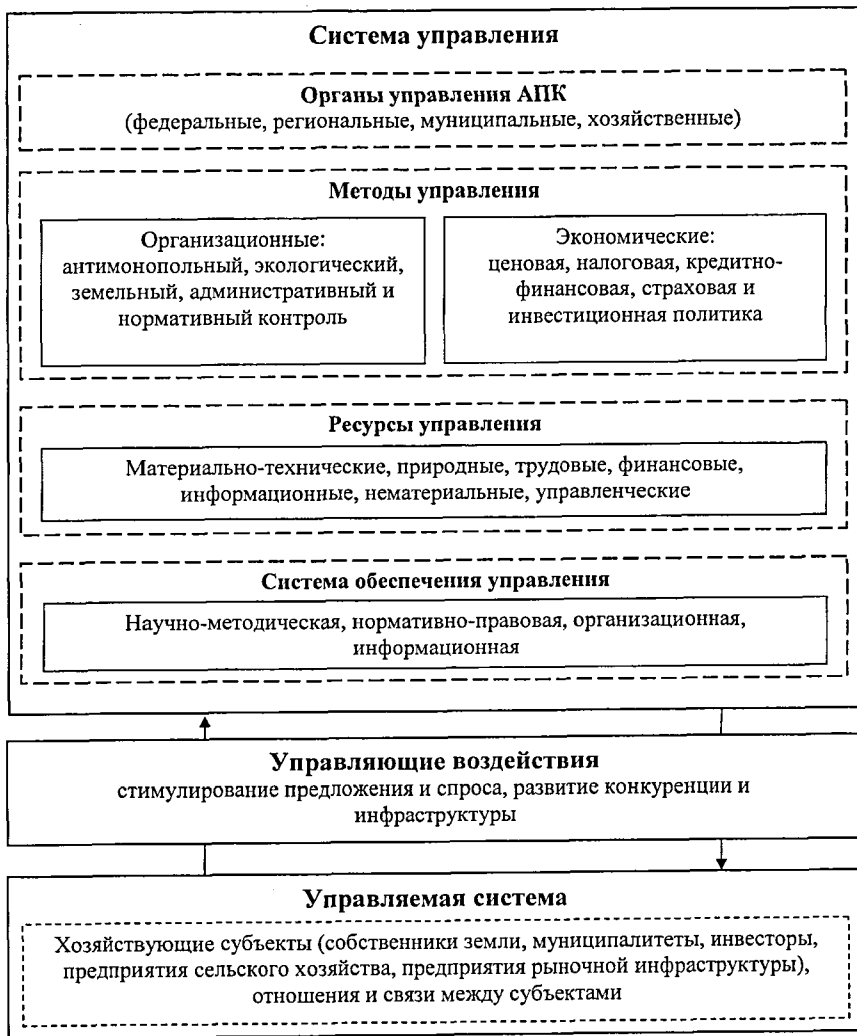 Система управления
Органы управления АПК
(федеральные, региональные, муниципальные, хозяйственные)
Методы управления
Организационные:
антимонопольный, экологический,
земельный, административный и
нормативный контроль
Экономические:
ценовая, налоговая, кредитно-
финансовая, страховая и
инвестиционная политика
Ресурсы управления
Материально-технические, природные, трудовые, финансовые,
информационные, нематериальные, управленческие
Система обеспечения управления
Научно-методическая, нормативно-правовая, организационная,
информационная
Управляющие воздействия
стимулирование предложения и спроса, развитие конкуренции и
инфраструктуры
Управляемая система
Хозяйствующие субъекты (собственники земли, муниципалитеты, инвесторы,
предприятия сельского хозяйства, предприятия рыночной инфраструктуры),
отношения и связи между субъектами